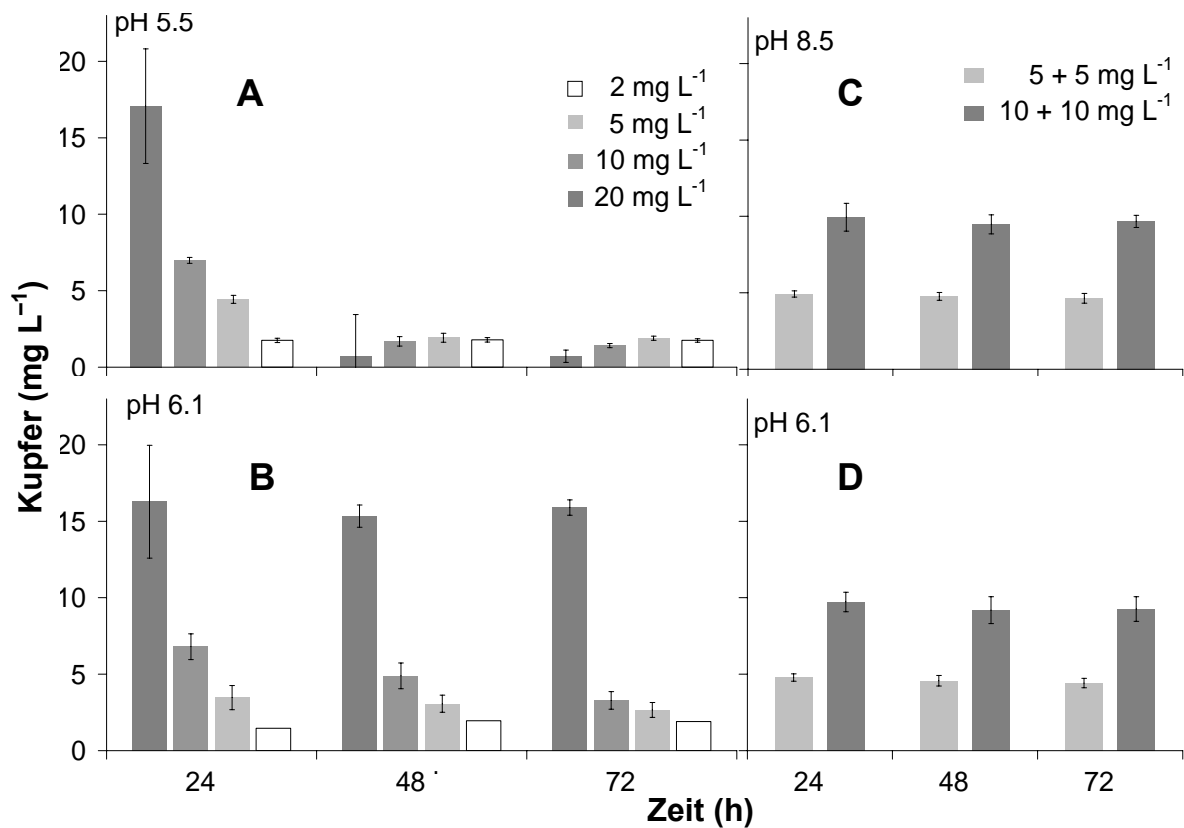 pH 5.5
A
2 mg L⁻¹
5 mg L⁻¹
10 mg L⁻¹
20 mg L⁻¹
20
15
10
5
0
pH 8.5
C
5 + 5 mg L⁻¹
10 + 10 mg L⁻¹
Kupfer (mg L⁻¹)
pH 6.1
B
20
15
10
5
0
24
48
72
pH 6.1
D
24
48
72
Zeit (h)